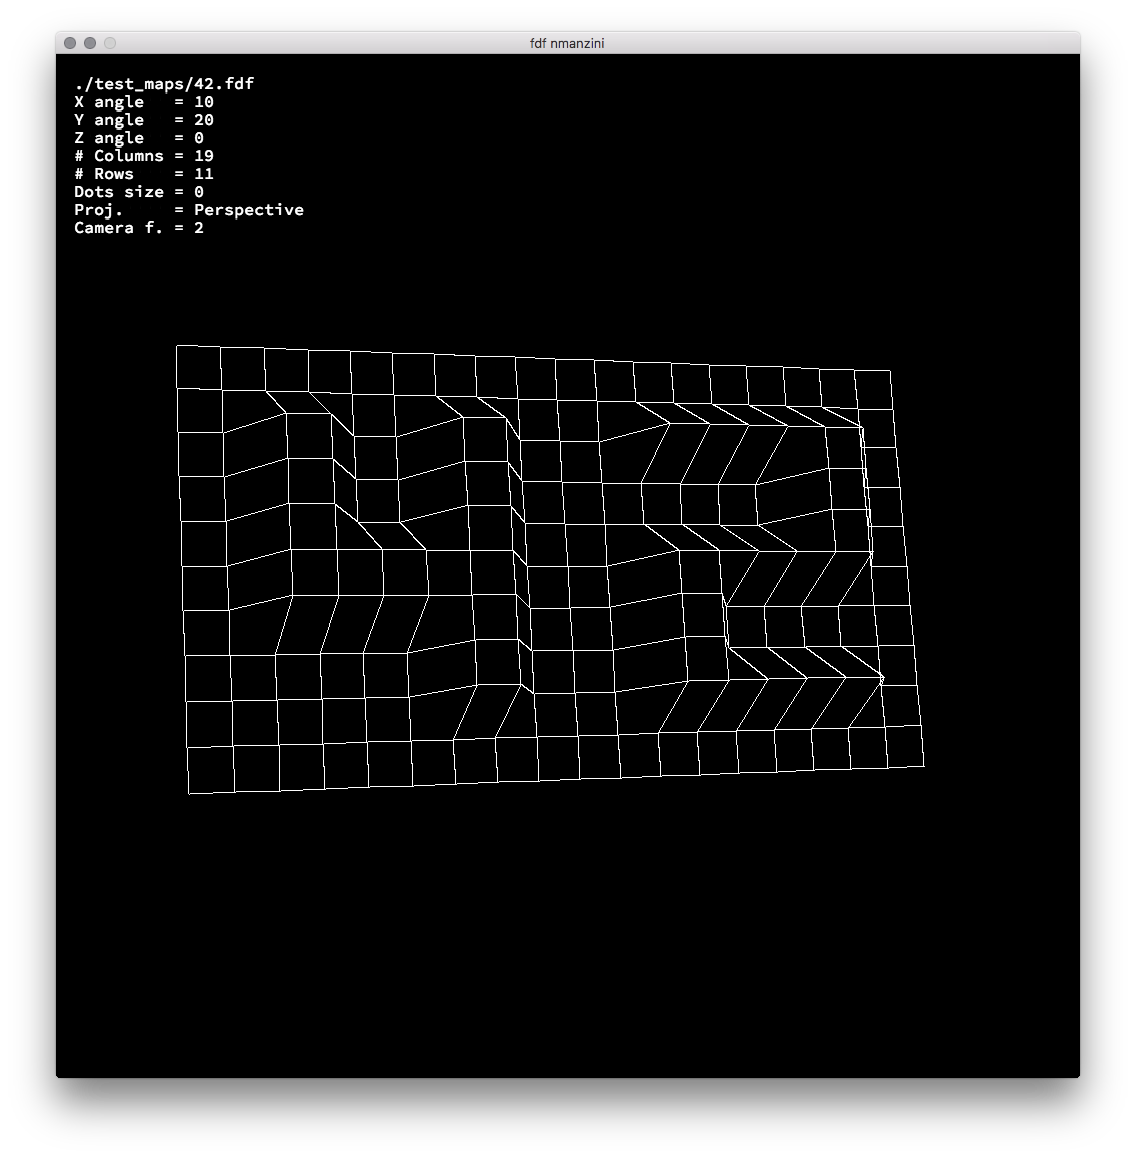 fdf nmanzini
./test_maps/42.fdf
X angle   = 10
Y angle   = 20
Z angle   = 0
# Columns = 19
# Rows    = 11
Dots size = 0
Proj.     = Perspective
Camera f. = 2